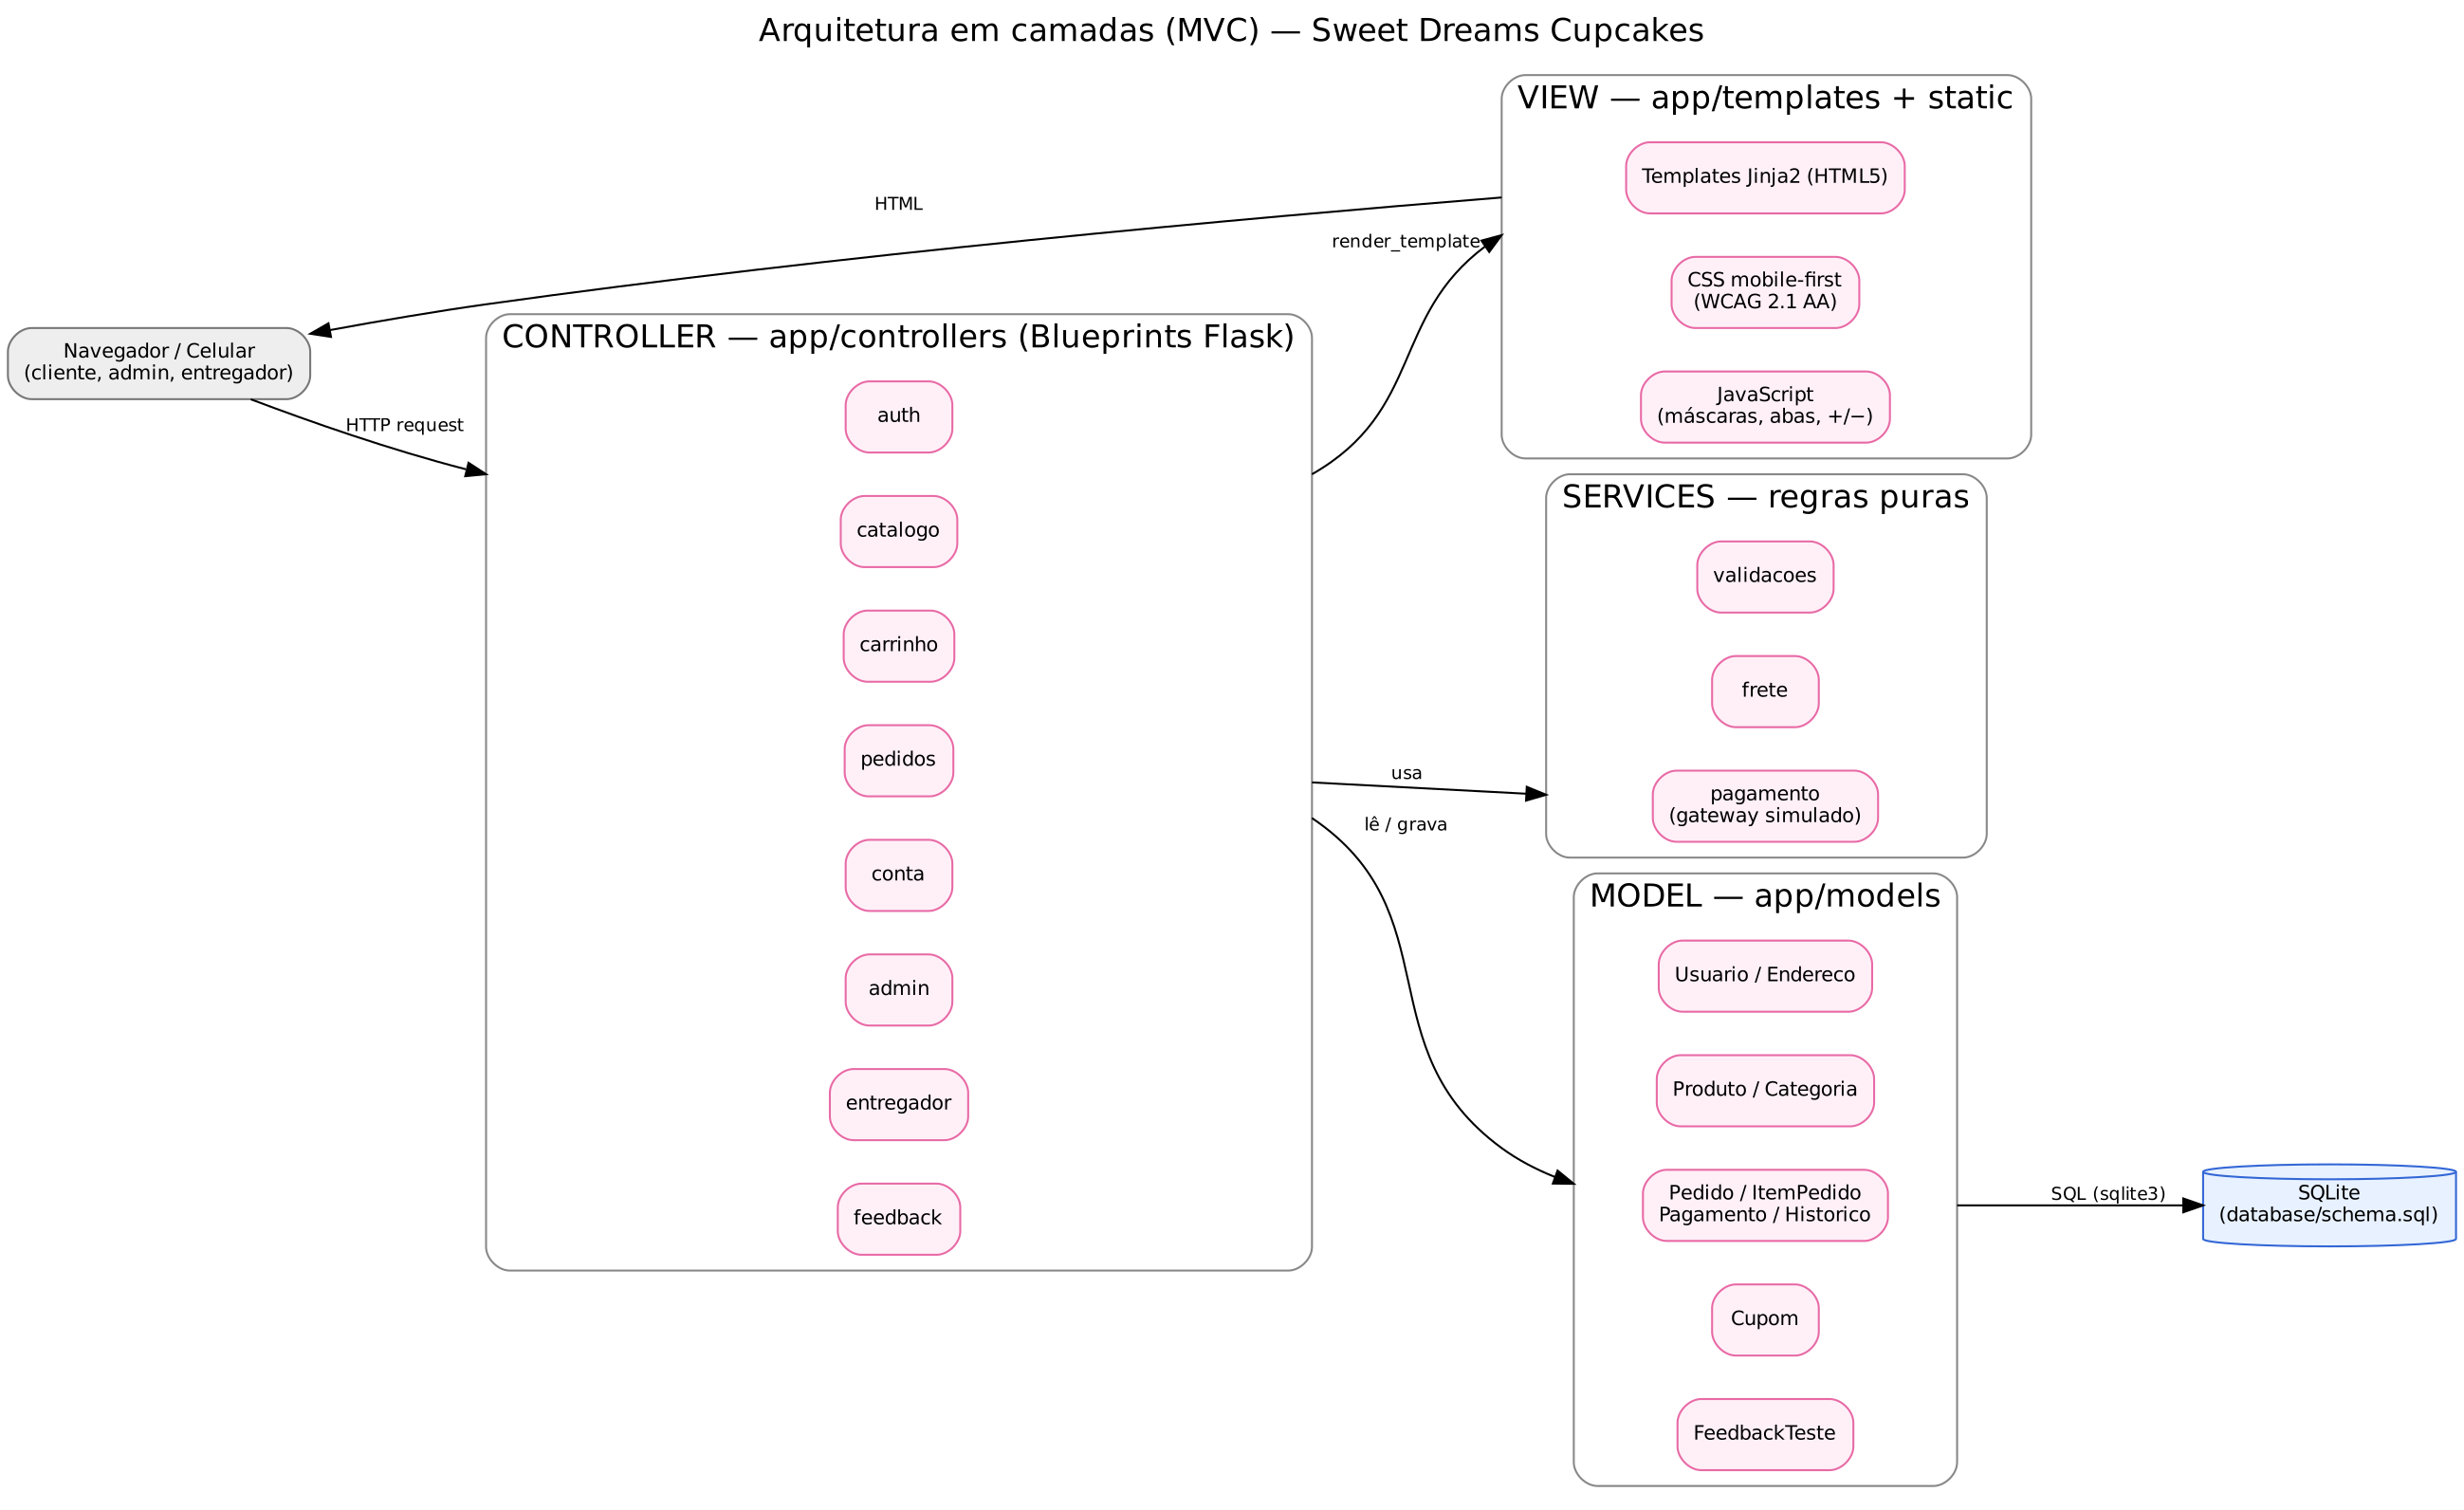 Arquitetura em camadas (MVC) — Sweet Dreams Cupcakes
Navegador / Celular
(cliente, admin, entregador)
HTTP request
HTML
CONTROLLER — app/controllers (Blueprints Flask)
auth
catalogo
carrinho
pedidos
conta
admin
entregador
feedback
render_template
usa
lê / grava
VIEW — app/templates + static
Templates Jinja2 (HTML5)
CSS mobile-first
(WCAG 2.1 AA)
JavaScript
(máscaras, abas, +/−)
SERVICES — regras puras
validacoes
frete
pagamento
(gateway simulado)
MODEL — app/models
Usuario / Endereco
Produto / Categoria
Pedido / ItemPedido
Pagamento / Historico
Cupom
FeedbackTeste
SQL (sqlite3)
SQLite
(database/schema.sql)